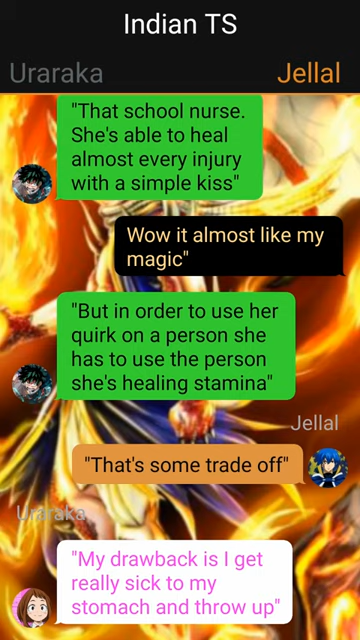 Indian TS
Uraraka Jellal
"That school nurse.
She's able to heal
almost every injury
with a simple kiss"
Wow it almost like my
magic"
"But in order to use her
quirk on a person she
has to use the person
she's healing stamina"
Jellal
"That's some trade off"
Uraraka
"My drawback is I get
really sick to my
stomach and throw up"